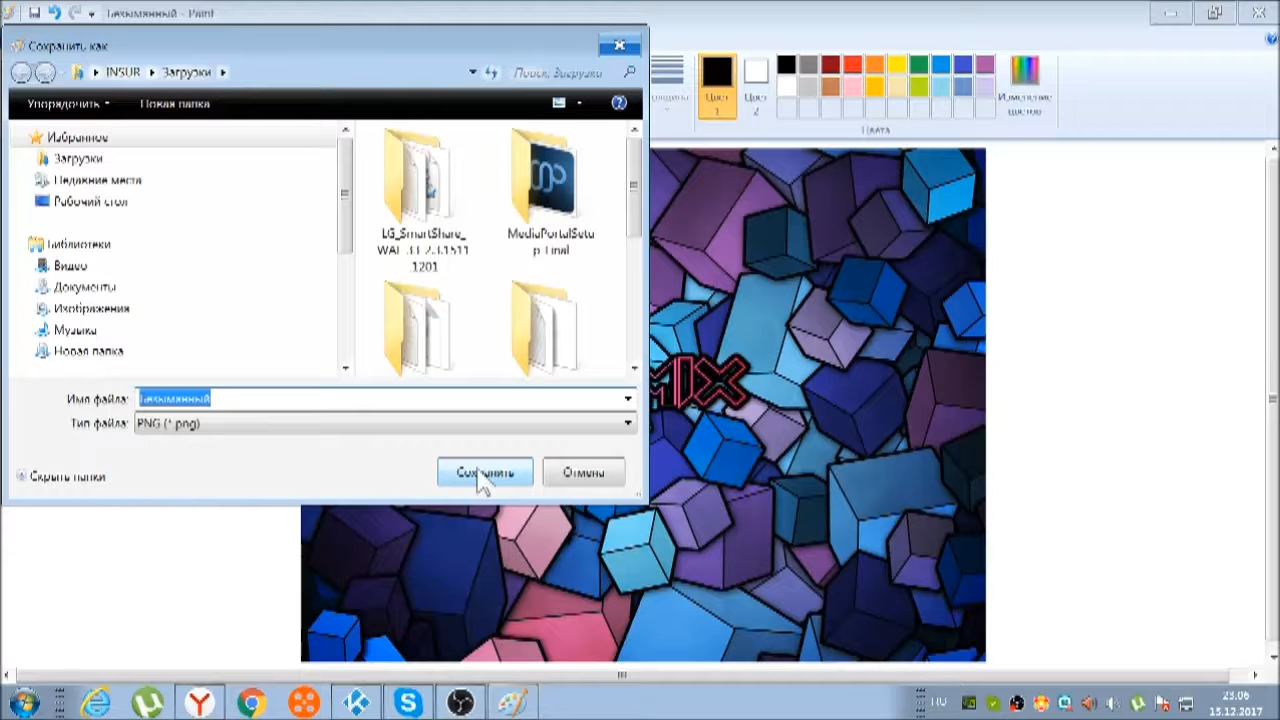 Безымянный - Paint
Сохранить как
INSUR
Загрузки
Поиск: Загрузки
Упорядочить
Новая папка
Избранное
Загрузки
Недавние места
Рабочий стол
Библиотеки
Видео
Документы
Изображения
Музыка
Новая папка
LG_SmartShare_
1201
MediaPortalSetu
p Final
Имя файла:
Безымянный
Тип файла:
PNG (*.png)
Скрыть папки
Сохранить
Отмена
Цвет
1
Цвет
2
Изменение
цветов
Цвета
MIX
RU
23:06
15.12.2017